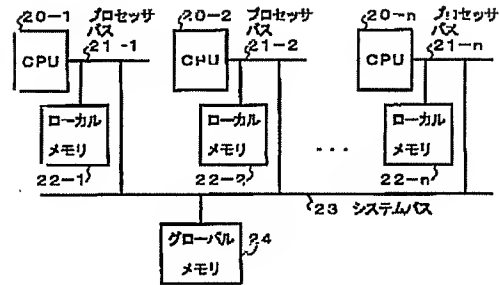 20-1 プロセッサ
バス
21-1
CPU
ローカル
メモリ
22-1
20-2 プロセッサ
バス
21-2
CPU
ローカル
メモリ
22-2
...
20-n プロセッサ
バス
21-n
CPU
ローカル
メモリ
22-n
23 システムバス
グローバル
メモリ
24